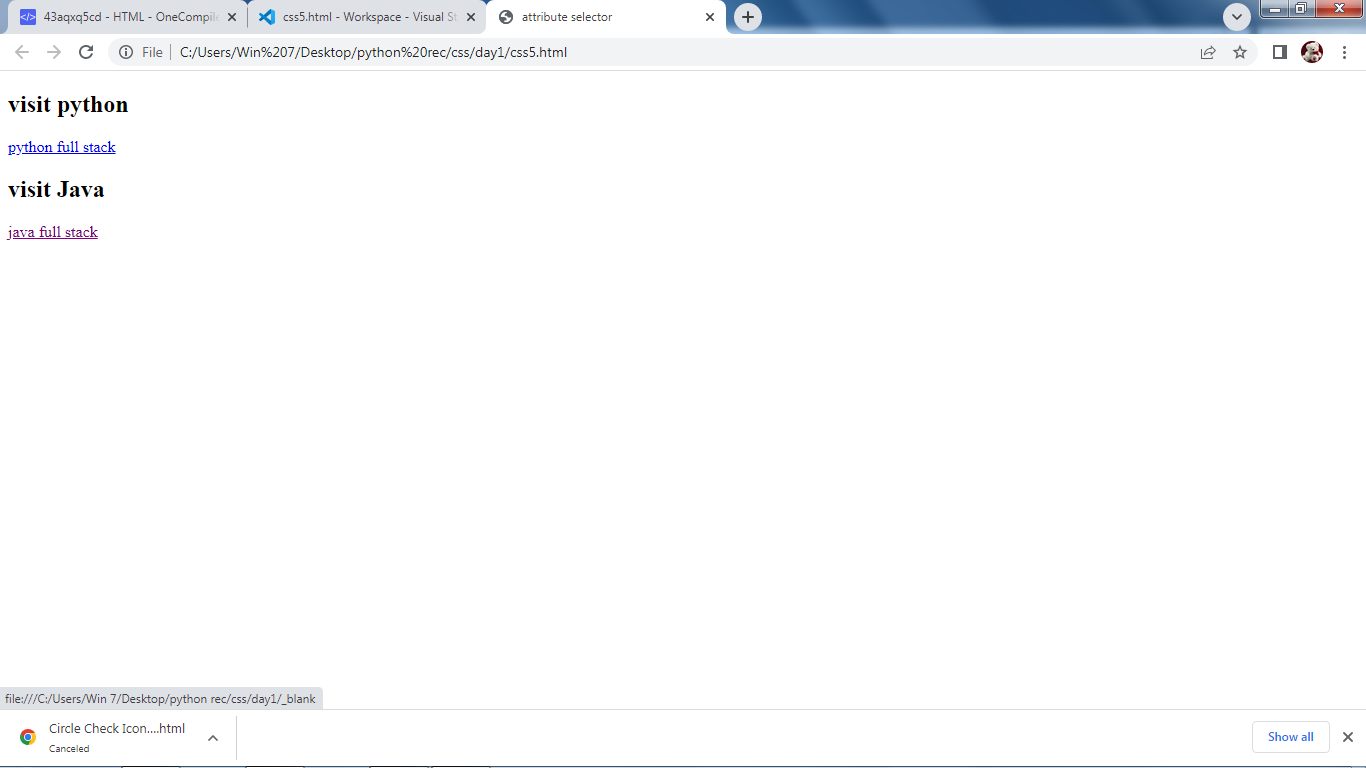 43aqxq5cd - HTML - OneCompile
css5.html - Workspace - Visual St
attribute selector
File
C:/Users/Win%207/Desktop/python%20rec/css/day1/css5.html
visit python
python full stack
visit Java
java full stack
file:///C:/Users/Win 7/Desktop/python rec/css/day1/_blank
Circle Check Icon....html
Canceled
Show all